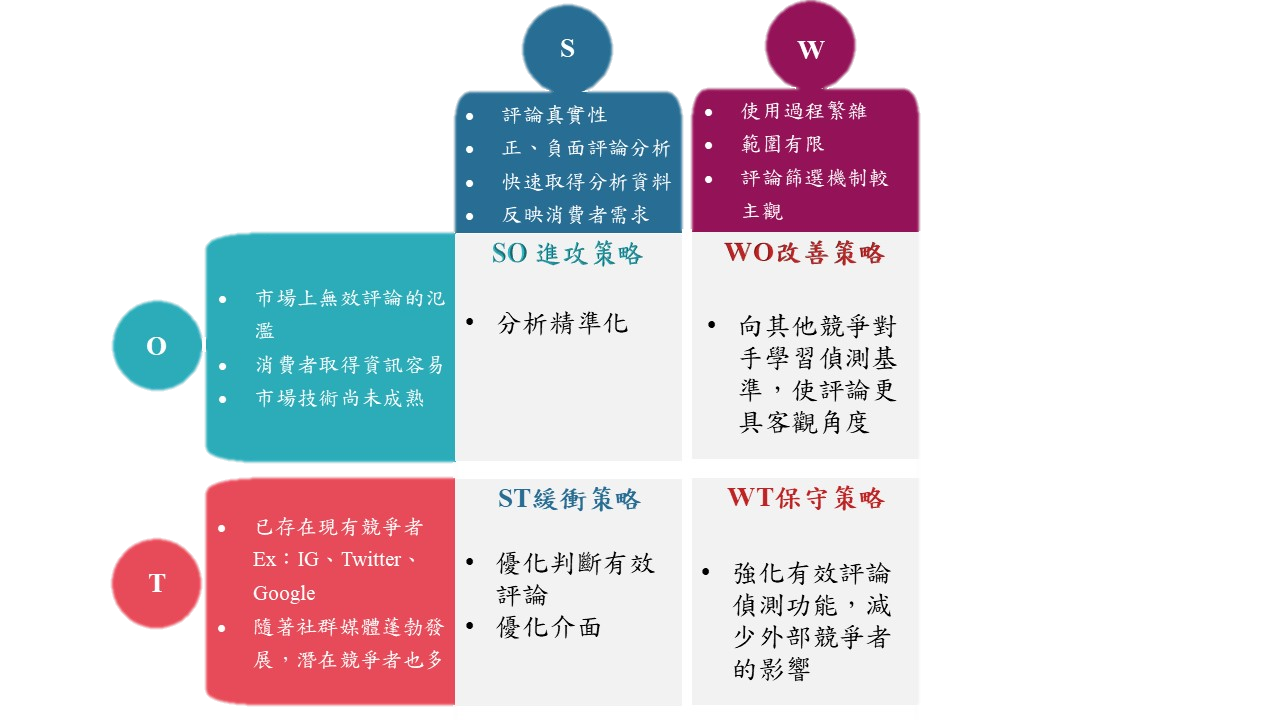 S
W
• 評論真實性
• 正、負面評論分析
• 快速取得分析資料
• 反映消費者需求
• 使用過程繁雜
• 範圍有限
• 評論篩選機制較
主觀
O
• 市場上無效評論的氾
濫
• 消費者取得資訊容易
• 市場技術尚未成熟
SO 進攻策略
• 分析精準化
WO改善策略
• 向其他競爭對
手學習偵測基
準，使評論更
具客觀角度
T
• 已存在現有競爭者
Ex：IG、Twitter、
Google
• 隨著社群媒體蓬勃發
展，潛在競爭者也多
ST緩衝策略
• 優化判斷有效
評論
• 優化介面
WT保守策略
• 強化有效評論
偵測功能，減
少外部競爭者
的影響